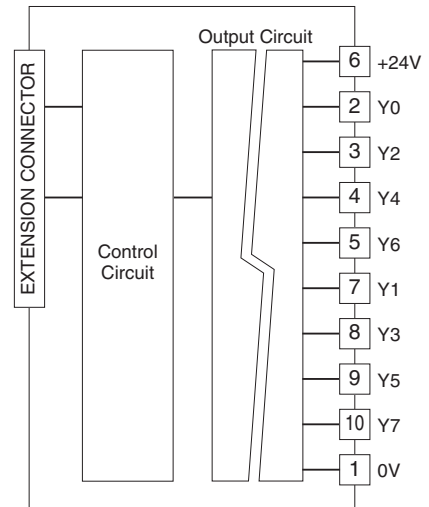 Output Circuit
EXTENSION CONNECTOR
Control
Circuit
6 +24V
2 Y0
3 Y2
4 Y4
5 Y6
7 Y1
8 Y3
9 Y5
10 Y7
1 0V